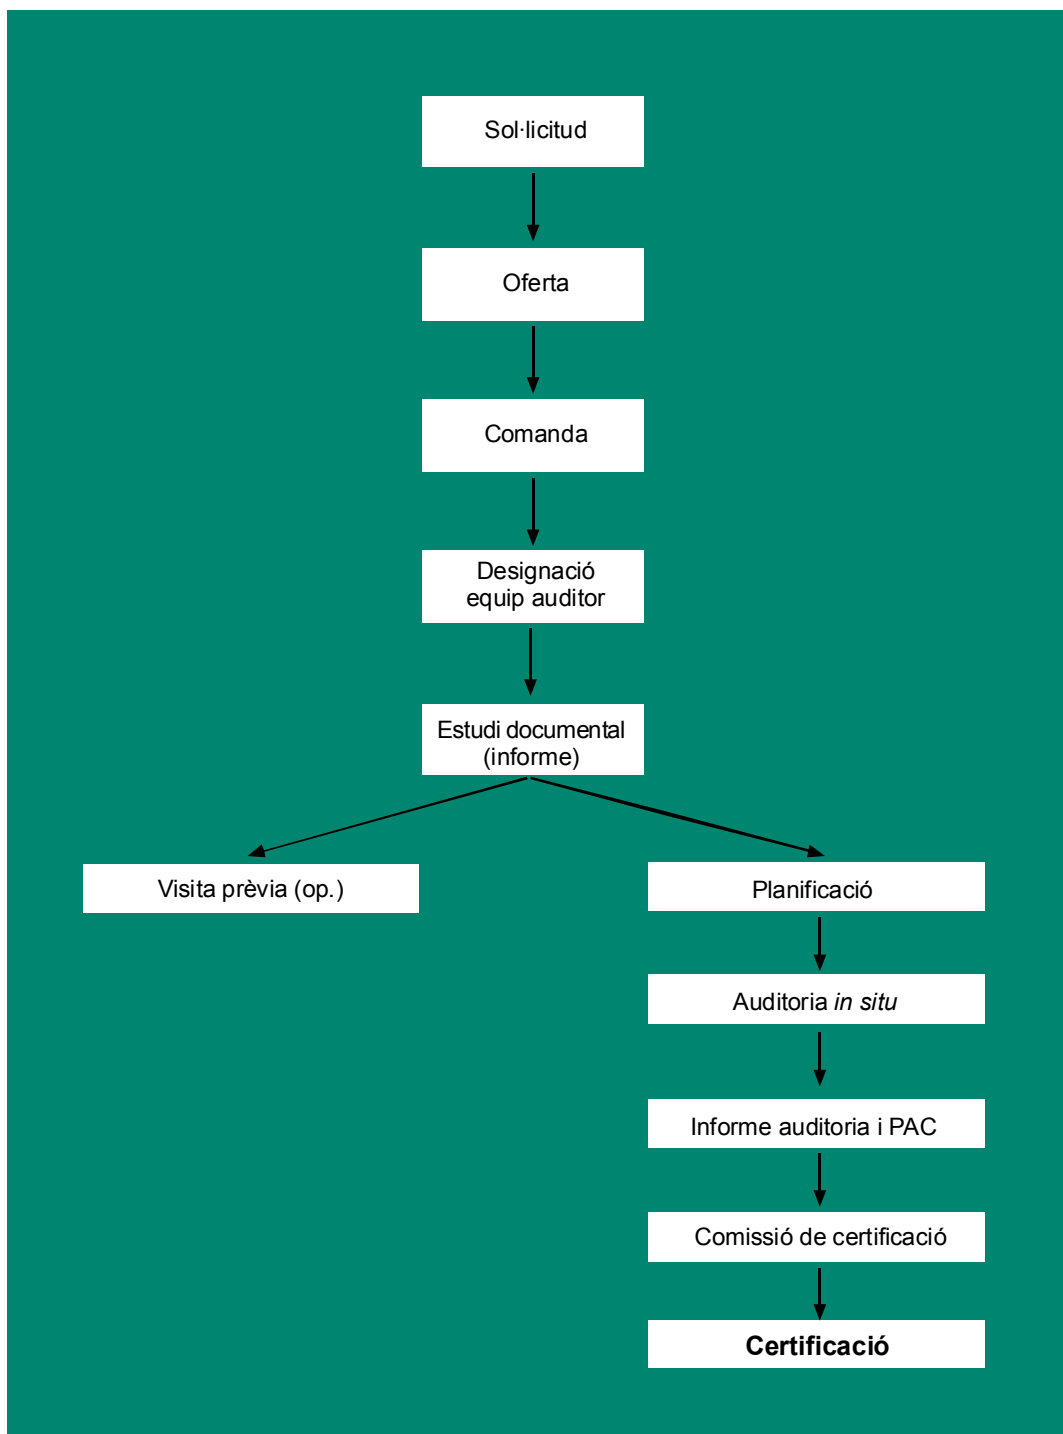 Sol·licitud
Oferta
Comanda
Designació
equip auditor
Estudi documental
(informe)
Visita prèvia (op.)
Planificació
Auditoria in situ
Informe auditoria i PAC
Comissió de certificació
Certificació